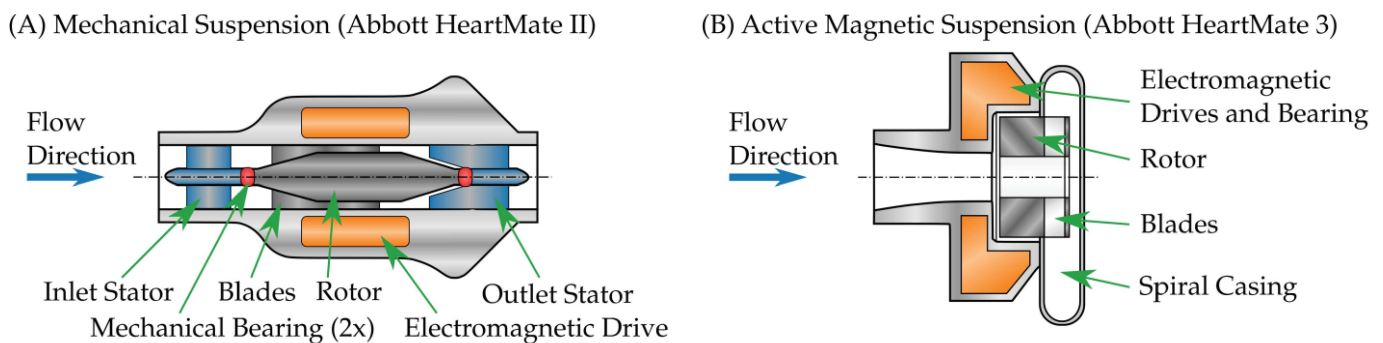 (A) Mechanical Suspension (Abbott HeartMate II)
Flow
Direction
Inlet Stator
Blades
Rotor
Outlet Stator
Mechanical Bearing (2x)
Electromagnetic Drive
(B) Active Magnetic Suspension (Abbott HeartMate 3)
Flow
Direction
Electromagnetic
Drives and Bearing
Rotor
Blades
Spiral Casing